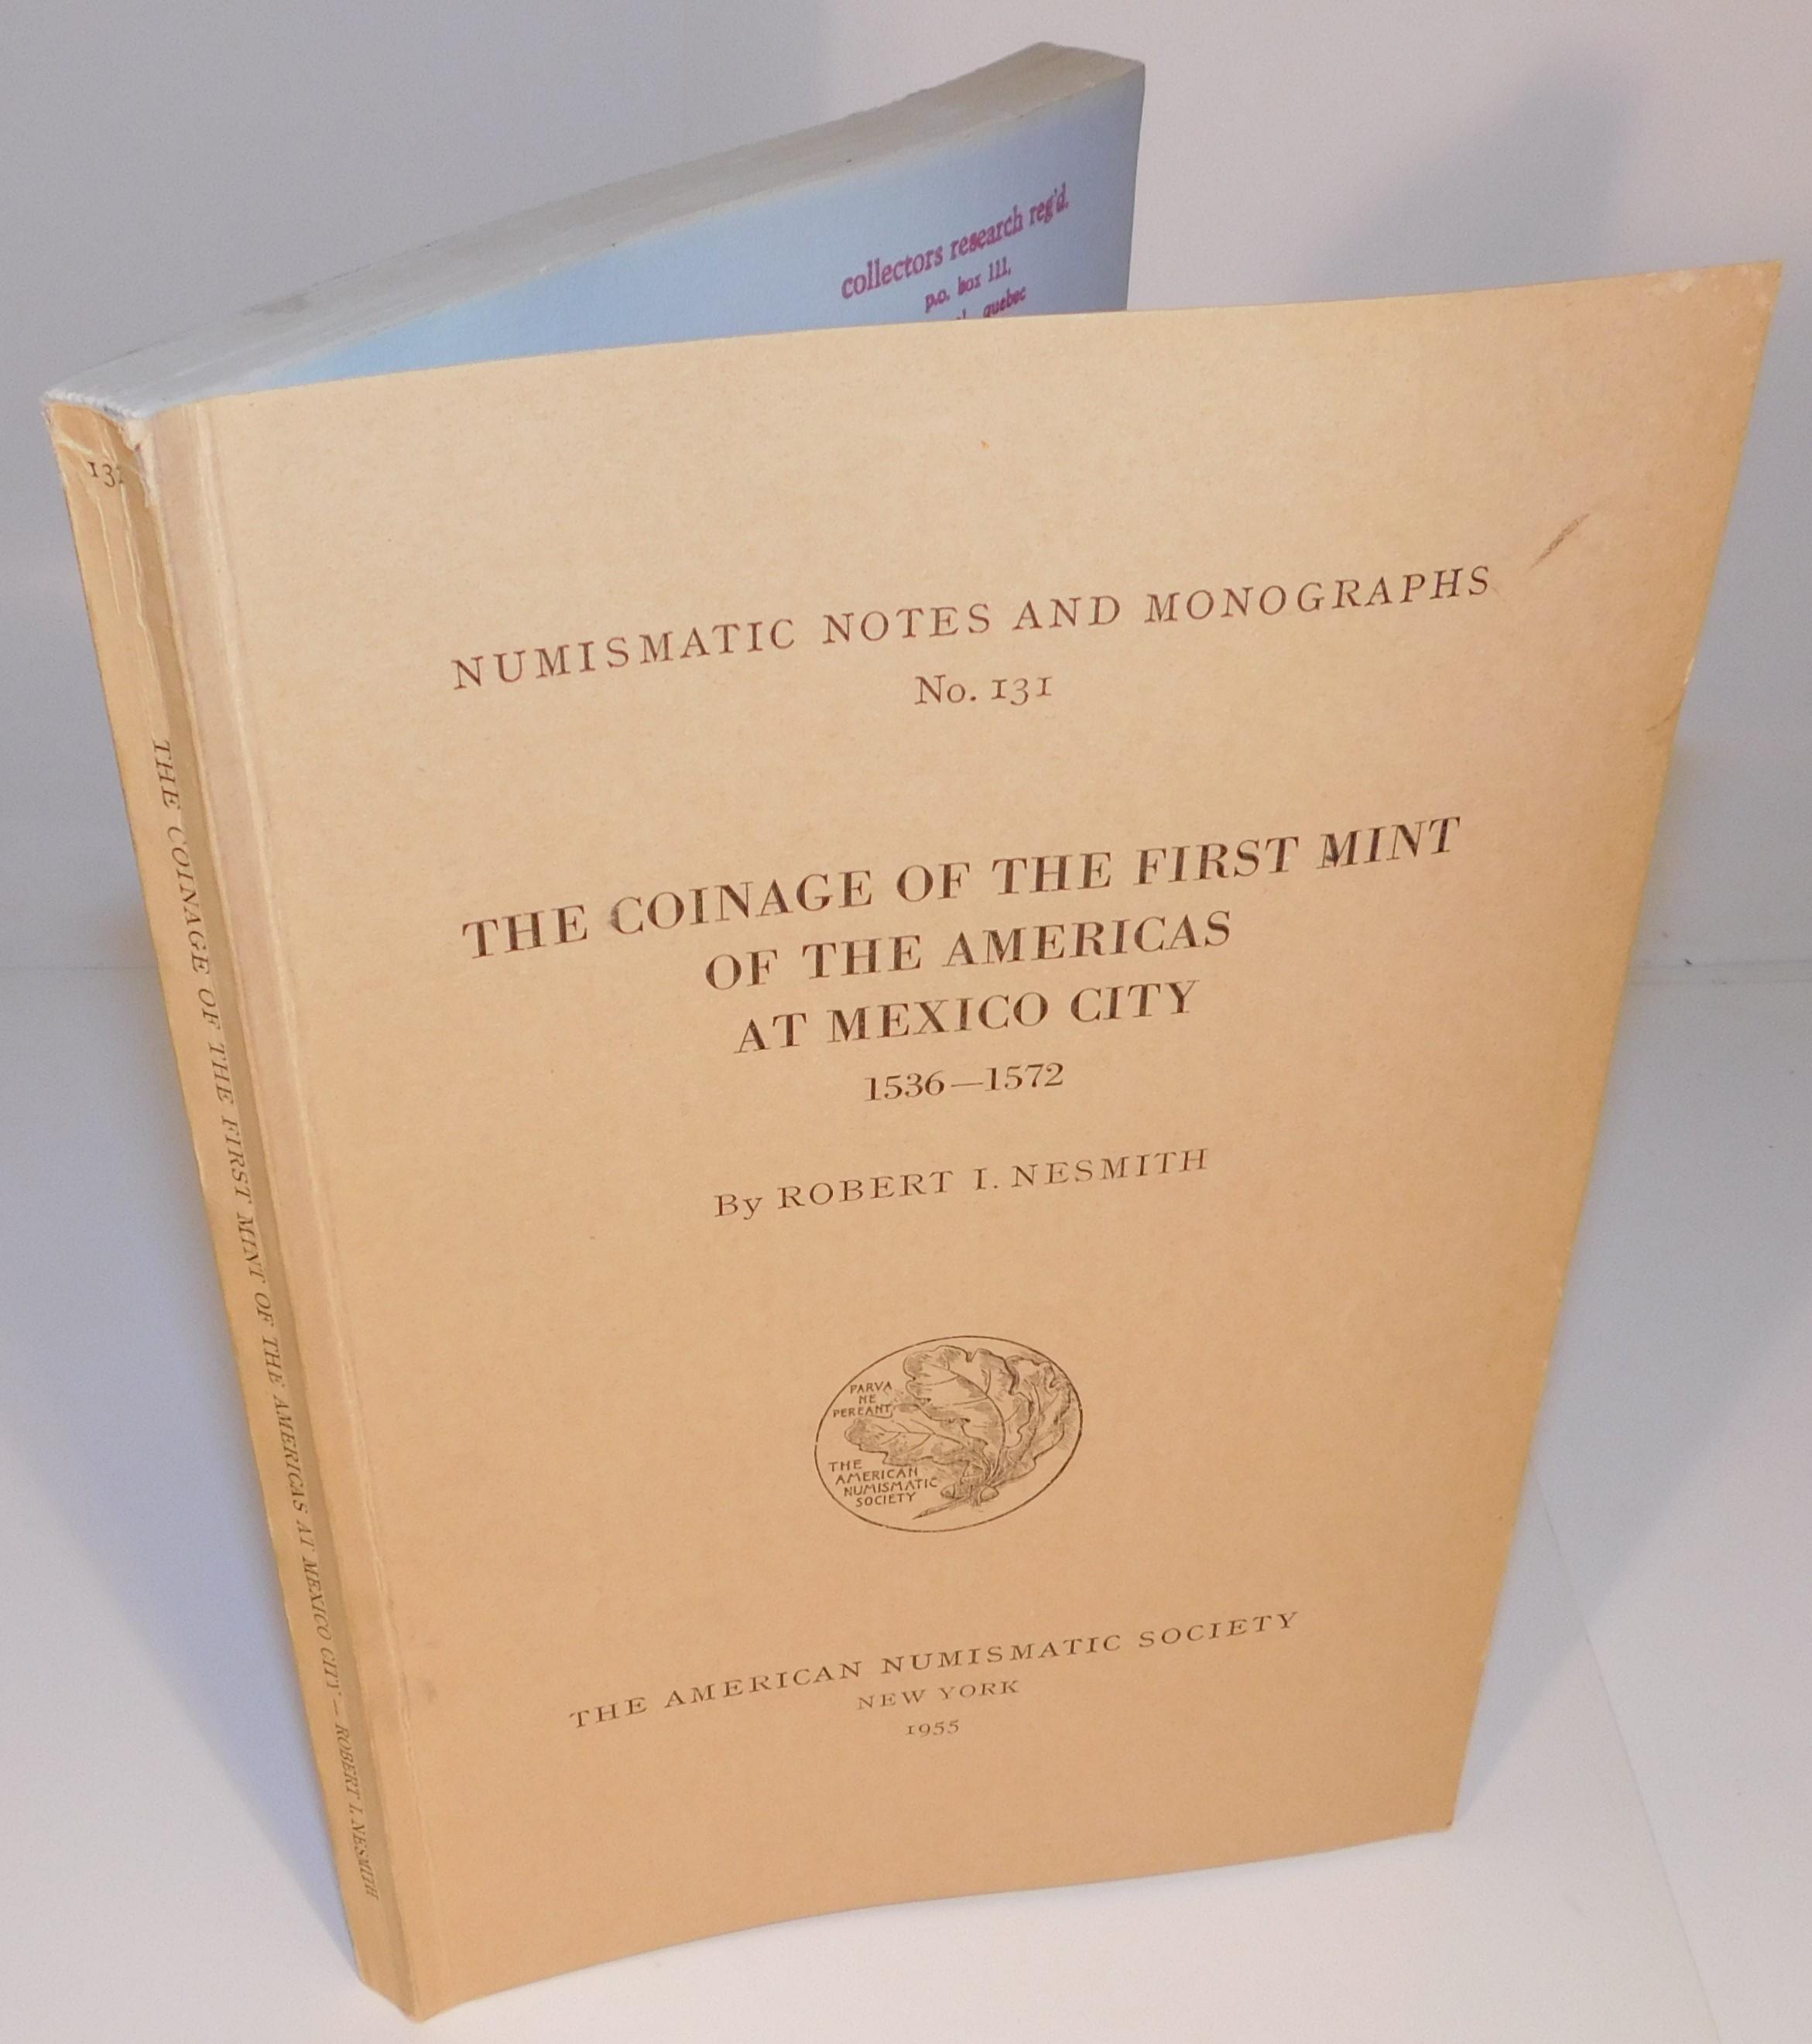 collectors research reg'd.
p.o. box 111,
quebec
NUMISMATIC NOTES AND MONOGRAPHS
No. 131
THE COINAGE OF THE FIRST MINT
OF THE AMERICAS
AT MEXICO CITY
1536—1572
By ROBERT I. NESMITH
PARVA
NE
PEREANT
THE
AMERICAN
NUMISMATIC
SOCIETY
THE AMERICAN NUMISMATIC SOCIETY
NEW YORK
1955
THE COINAGE OF THE FIRST MINT OF THE AMERICAS AT MEXICO CITY — ROBERT I. NESMITH